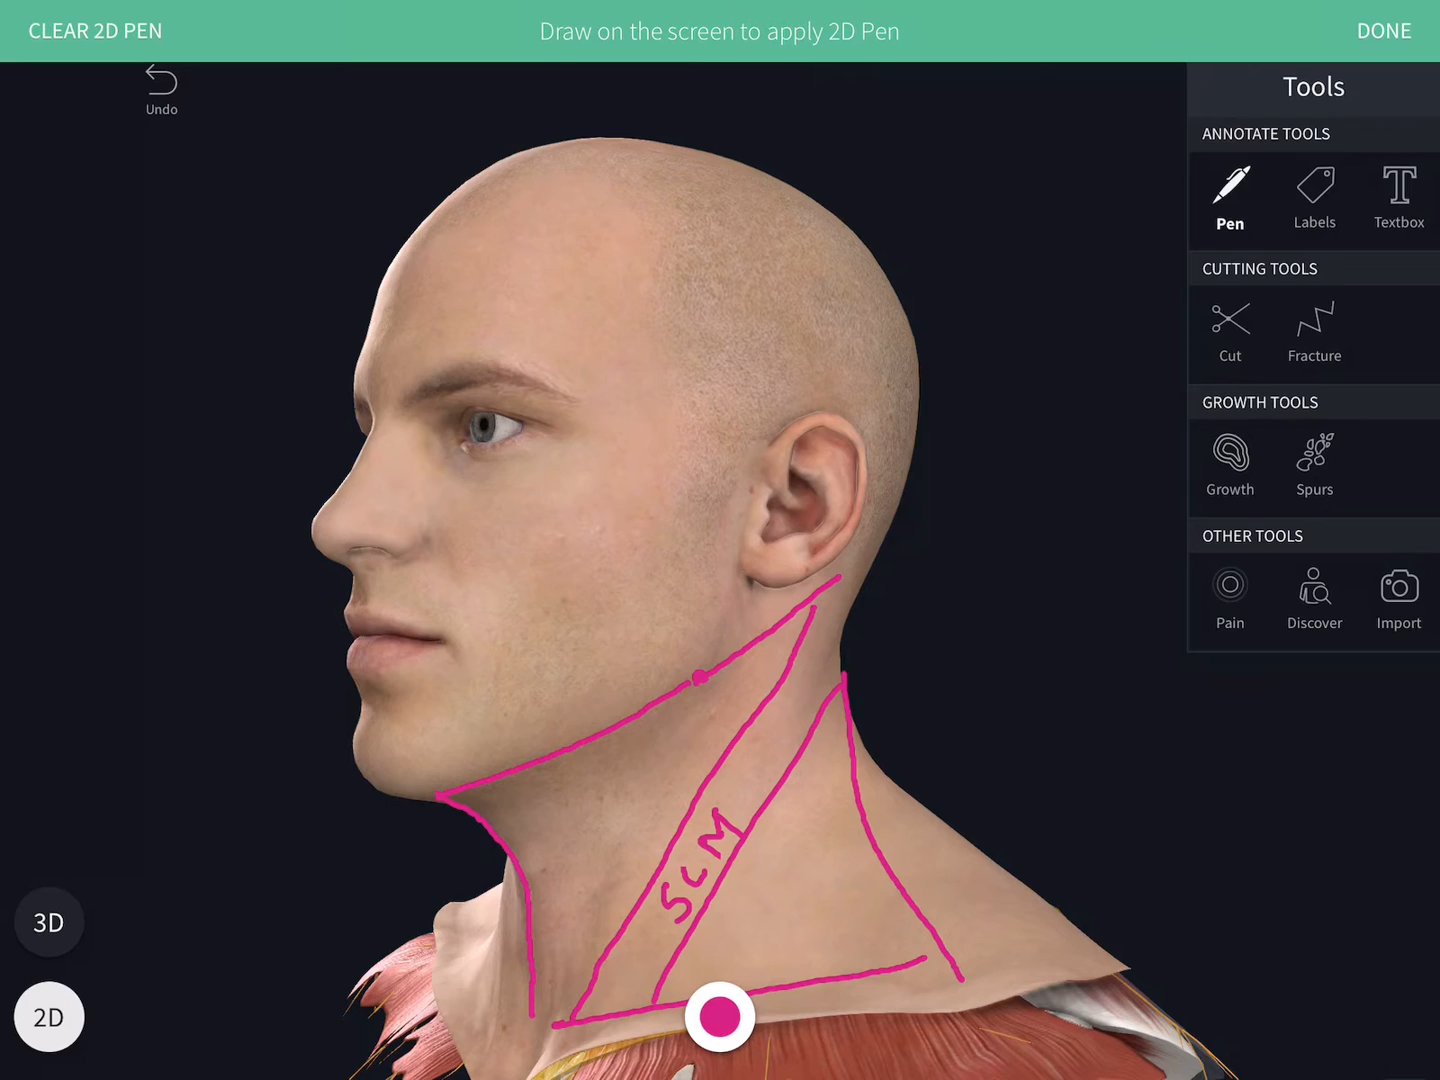 CLEAR 2D PEN
Draw on the screen to apply 2D Pen
DONE
Undo
Tools
ANNOTATE TOOLS
Pen Labels Textbox
CUTTING TOOLS
Cut Fracture
GROWTH TOOLS
Growth Spurs
OTHER TOOLS
Pain Discover Import
SCM
3D
2D